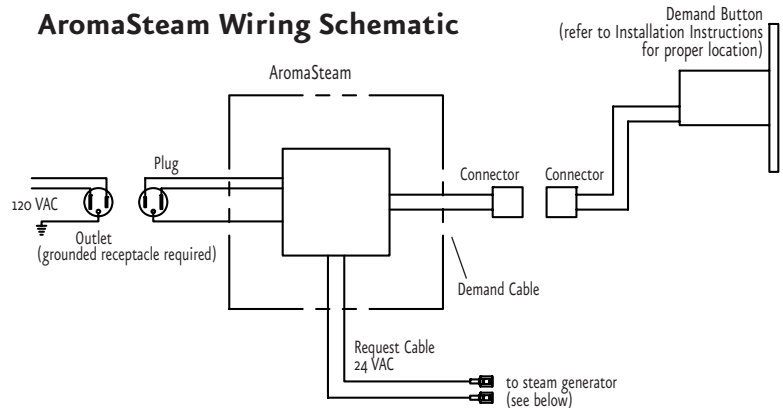 AromaSteam Wiring Schematic
Demand Button
(refer to Installation Instructions
for proper location)
AromaSteam
Plug
Connector
Connector
120 VAC
Outlet
(grounded receptacle required)
Demand Cable
Request Cable
24 VAC
to steam generator
(see below)